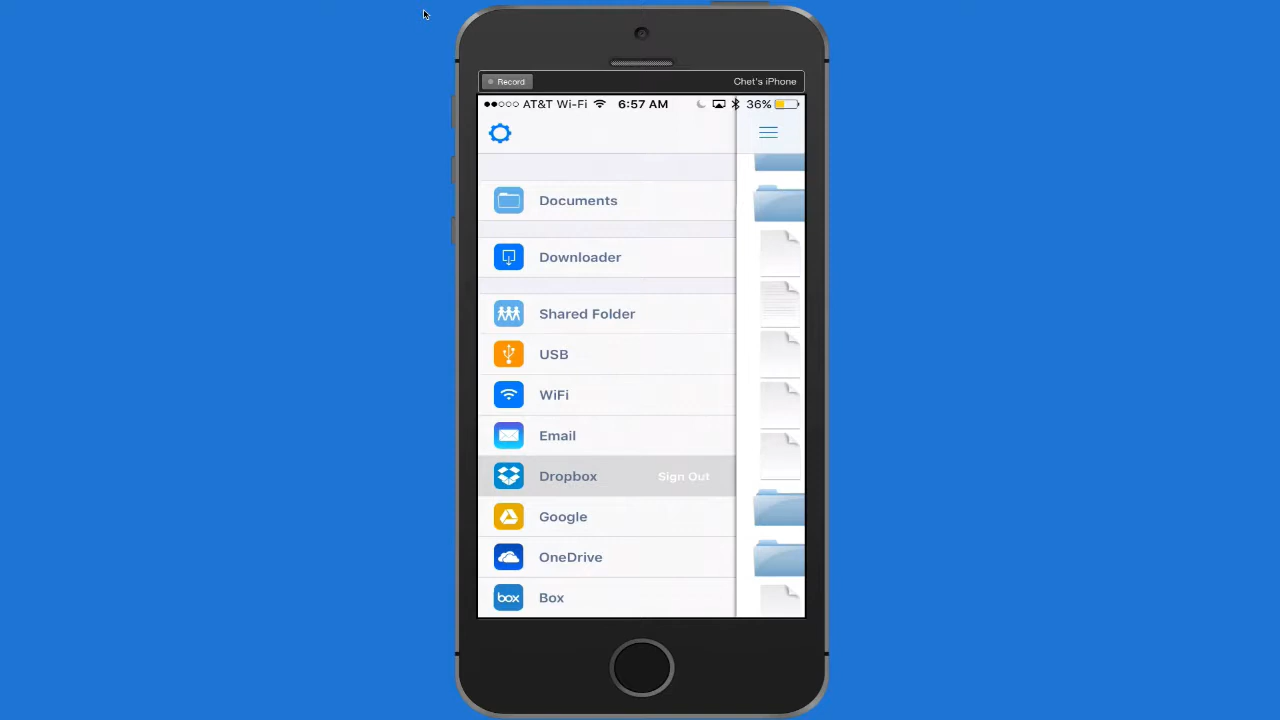 Record Chet's iPhone
AT&T Wi-Fi 6:57 AM 36%
Documents
Downloader
Shared Folder
USB
WiFi
Email
Dropbox Sign Out
Google
OneDrive
box Box